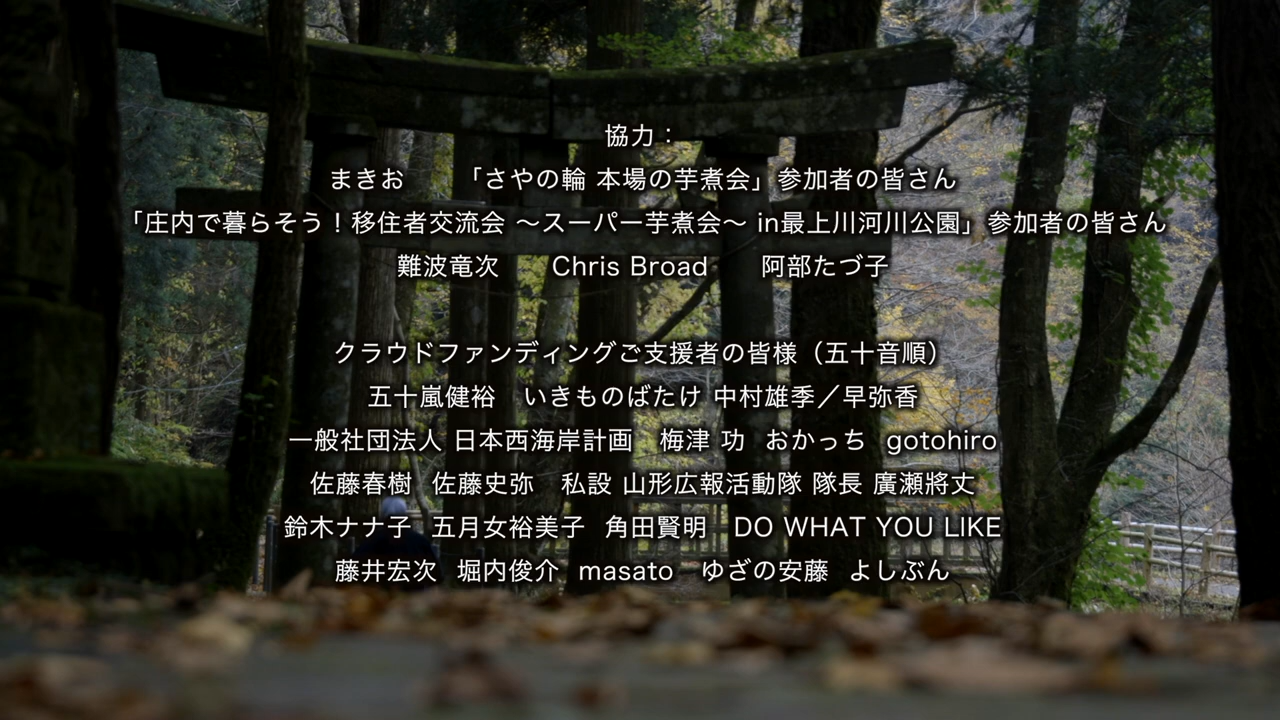 協力：
まきお　　「さやの輪 本場の芋煮会」参加者の皆さん
「庄内で暮らそう！移住者交流会 〜スーパー芋煮会〜 in最上川河川公園」参加者の皆さん
難波竜次　　Chris Broad　　阿部たづ子
クラウドファンディングご支援者の皆様（五十音順）
五十嵐健裕　いきものばたけ 中村雄季／早弥香
一般社団法人 日本西海岸計画　梅津 功　おかっち　gotohiro
佐藤春樹　佐藤史弥　私設 山形広報活動隊 隊長 廣瀬將丈
鈴木ナナ子　五月女裕美子　角田賢明　DO WHAT YOU LIKE
藤井宏次　堀内俊介　masato　ゆざの安藤　よしぶん